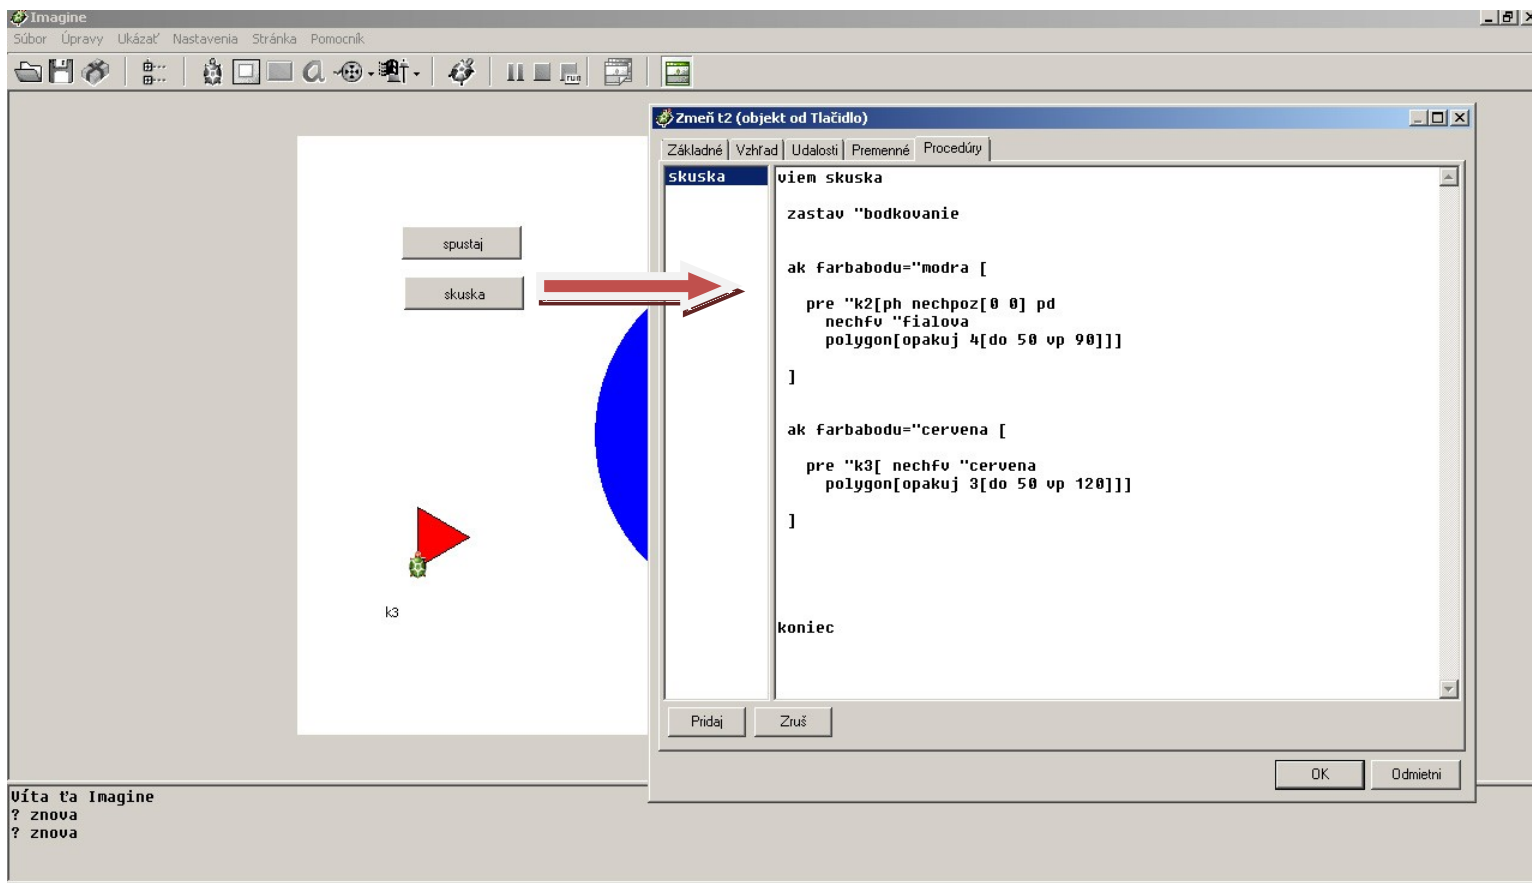 Imagine
Súbor Úpravy Ukázať Nastavenia Stránka Pomocník
run
spustaj
skuska
k3
Zmeň t2 (objekt od Tlačidlo)
Základné Vzhľad Udalosti Premenné Procedúry
skuska
viem skuska
zastav "bodkovanie
ak farbabodu="modra [
pre "k2[ph nechpoz[0 0] pd
nechfv "fialova
polygon[opakuj 4[do 50 vp 90]]]
]
ak farbabodu="cervena [
pre "k3[ nechfv "cervena
polygon[opakuj 3[do 50 vp 120]]]
]
koniec
Pridaj Zruš
OK Odmietni
Víta ťa Imagine
? znova
? znova